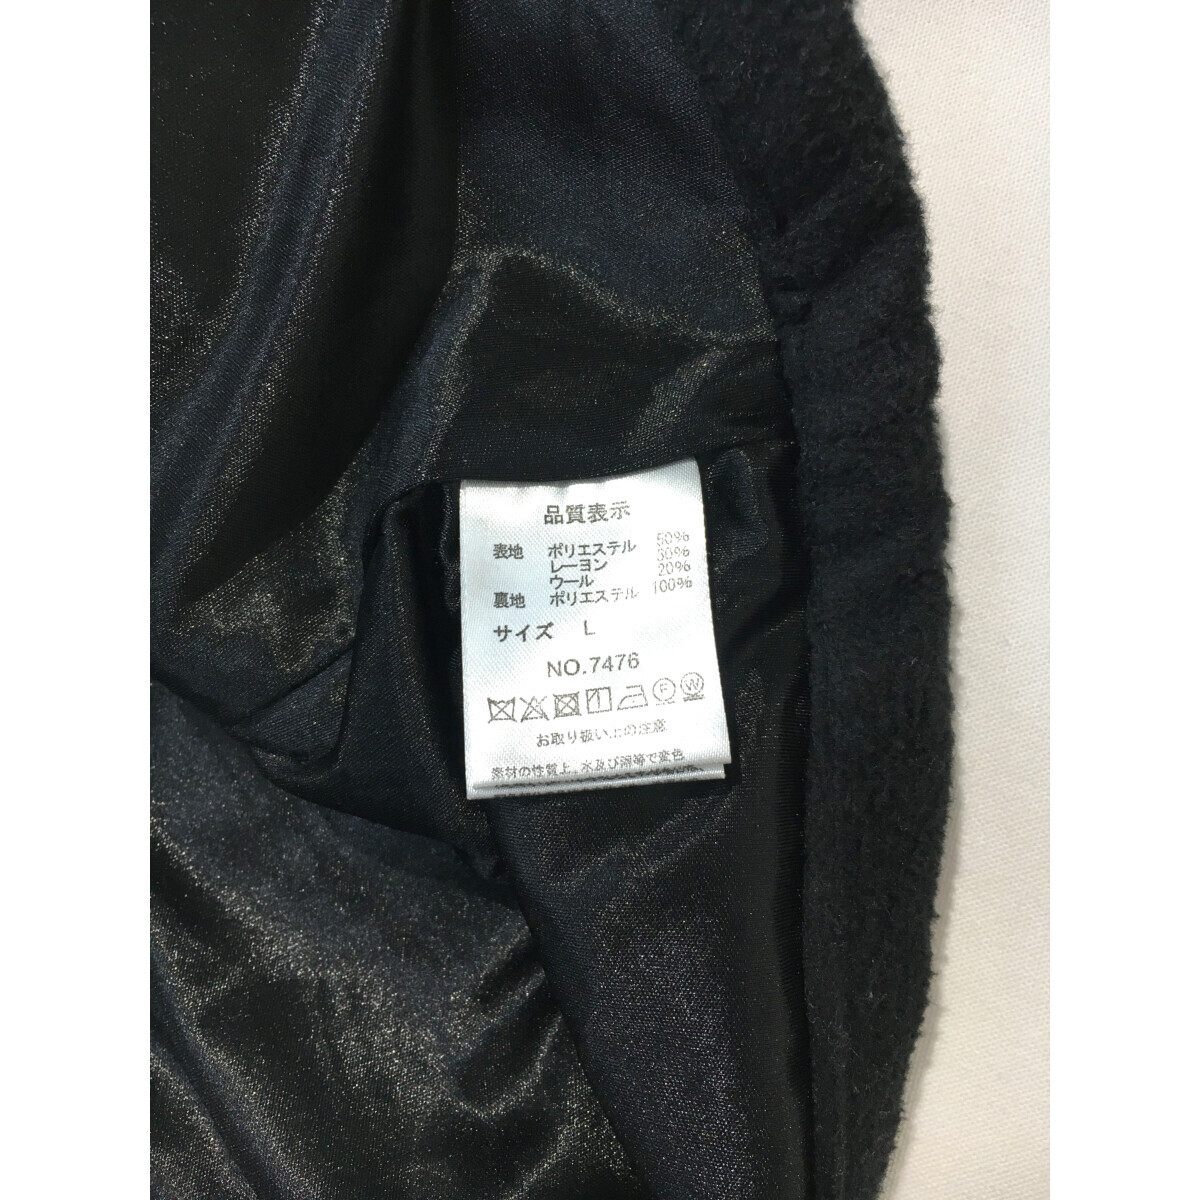 品質表示
表地 ポリエステル 50%
レーヨン 30%
ウール 20%
裏地 ポリエステル 100%
サイズ L
NO.7476
F W
お取り扱い上の注意
素材の性質上、水及び湿等で変色